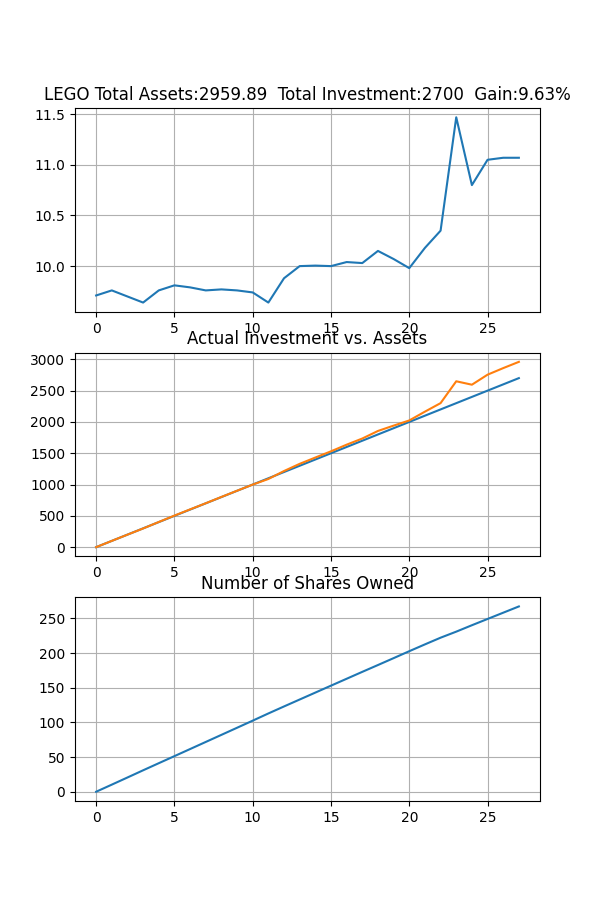 LEGO Total Assets:2959.89  Total Investment:2700  Gain:9.63%
11.5
11.0
10.5
10.0
0 5 10 15 20 25
Actual Investment vs. Assets
3000
2500
2000
1500
1000
500
0
0 5 10 15 20 25
Number of Shares Owned
250
200
150
100
50
0
0 5 10 15 20 25